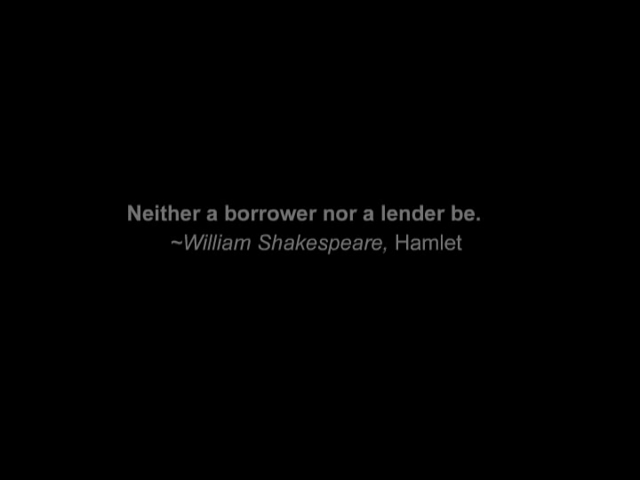 Neither a borrower nor a lender be.
~William Shakespeare, Hamlet